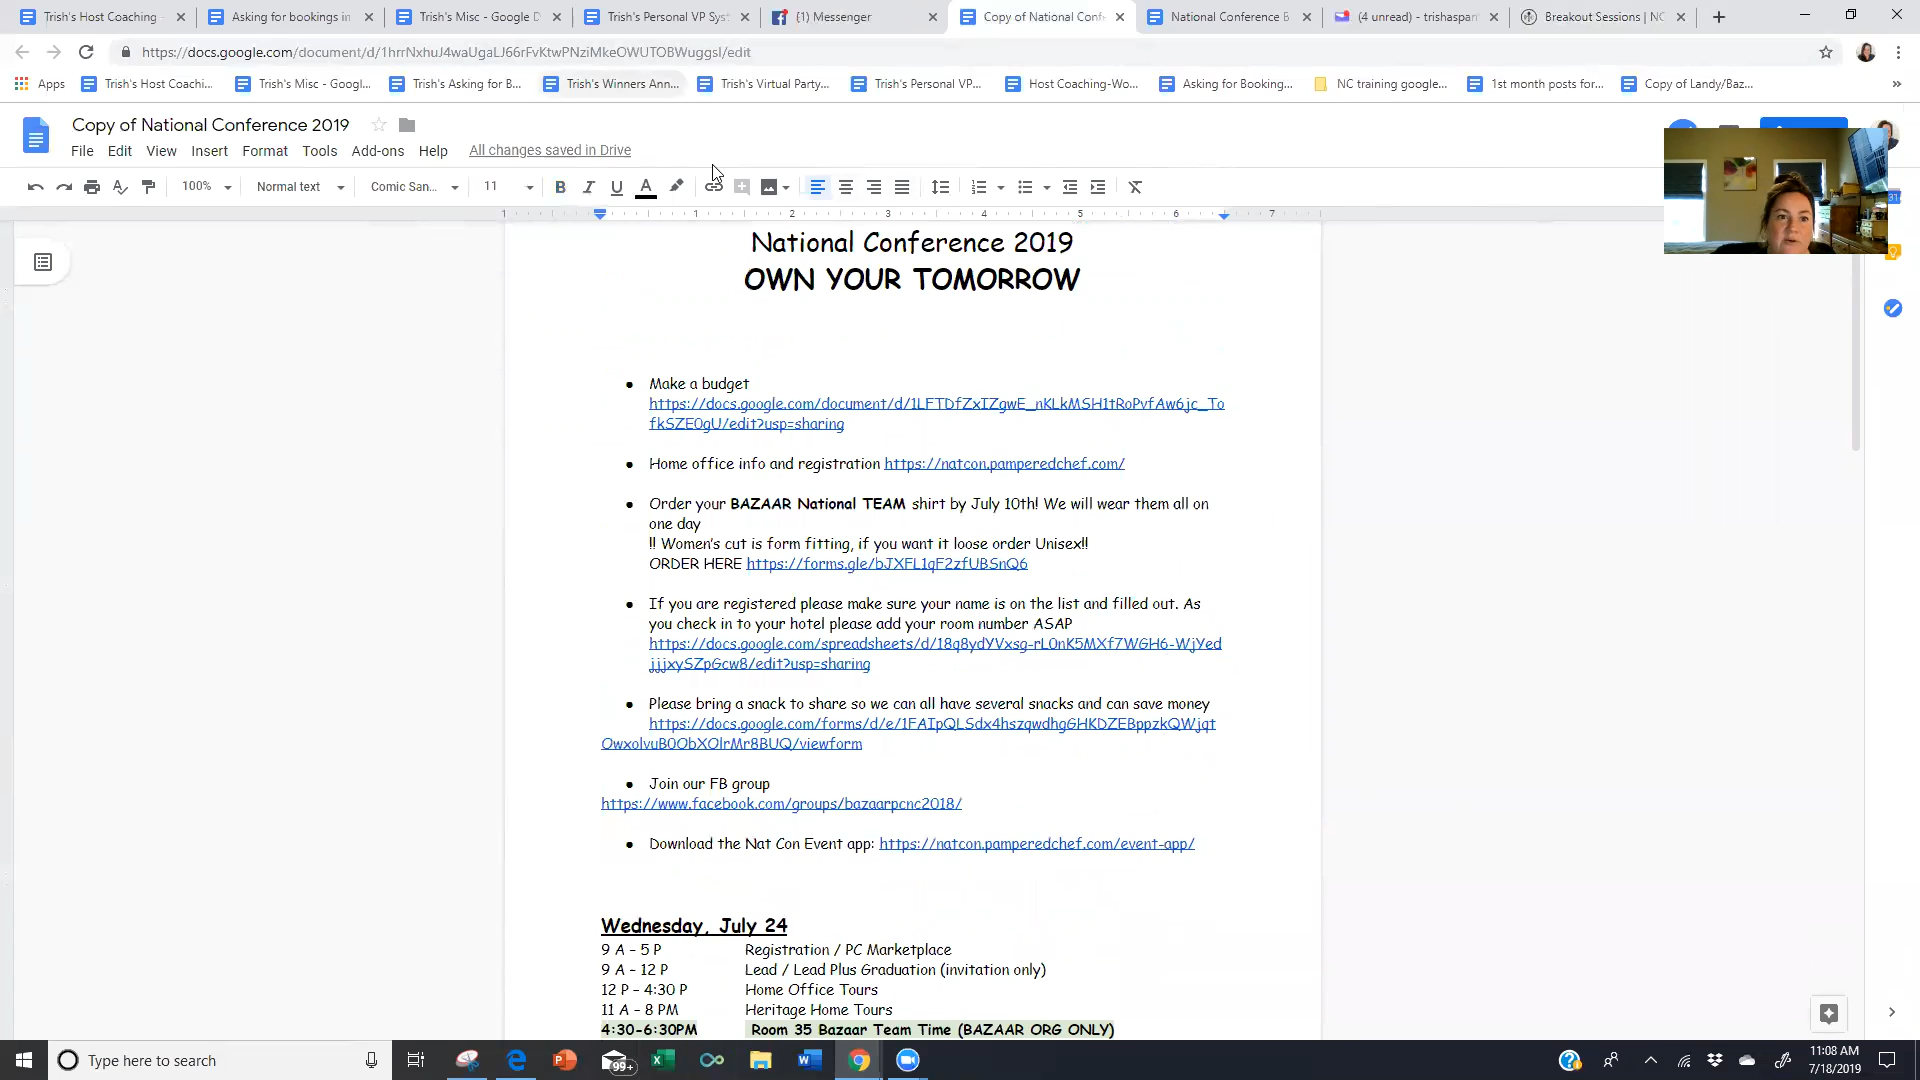 Trish's Host Coaching
Asking for bookings in
Trish's Misc - Google D
Trish's Personal VP Syst
(1) Messenger
Copy of National Confe
National Conference B
(4 unread) - trishaspam
Breakout Sessions | NC
https://docs.google.com/document/d/1hrrNxhuJ4waUgaLJ66rFvKtwPNziMkeOWUTOBWuggsI/edit
Apps
Trish's Host Coachi...
Trish's Misc - Googl...
Trish's Asking for B...
Trish's Winners Ann...
Trish's Virtual Party...
Trish's Personal VP...
Host Coaching-Wo...
Asking for Booking...
NC training google...
1st month posts for...
Copy of Landy/Baz...
Copy of National Conference 2019
File Edit View Insert Format Tools Add-ons Help All changes saved in Drive
100% Normal text Comic San... 11
1 1 2 3 4 5 6 7
National Conference 2019
OWN YOUR TOMORROW
● Make a budget
https://docs.google.com/document/d/1LFTDfZxIZgwE_nKLkMSH1tRoPvfAw6jc_To
fkSZE0gU/edit?usp=sharing
● Home office info and registration https://natcon.pamperedchef.com/
● Order your BAZAAR National TEAM shirt by July 10th! We will wear them all on
one day
!! Women's cut is form fitting, if you want it loose order Unisex!!
ORDER HERE https://forms.gle/bJXFL1qF2zfUBSnQ6
● If you are registered please make sure your name is on the list and filled out. As
you check in to your hotel please add your room number ASAP
https://docs.google.com/spreadsheets/d/18q8ydYVxsg-rL0nK5MXf7WGH6-WjYed
jjjxySZpGcw8/edit?usp=sharing
● Please bring a snack to share so we can all have several snacks and can save money
https://docs.google.com/forms/d/e/1FAIpQLSdx4hszqwdhgGHKDZEBppzkQWjqt
OwxolvuB0ObXOlrMr8BUQ/viewform
● Join our FB group
https://www.facebook.com/groups/bazaarpcnc2018/
● Download the Nat Con Event app: https://natcon.pamperedchef.com/event-app/
Wednesday, July 24
9 A - 5 P Registration / PC Marketplace
9 A - 12 P Lead / Lead Plus Graduation (invitation only)
12 P - 4:30 P Home Office Tours
11 A - 8 PM Heritage Home Tours
4:30-6:30PM Room 35 Bazaar Team Time (BAZAAR ORG ONLY)
Type here to search
99+
11:08 AM
7/18/2019